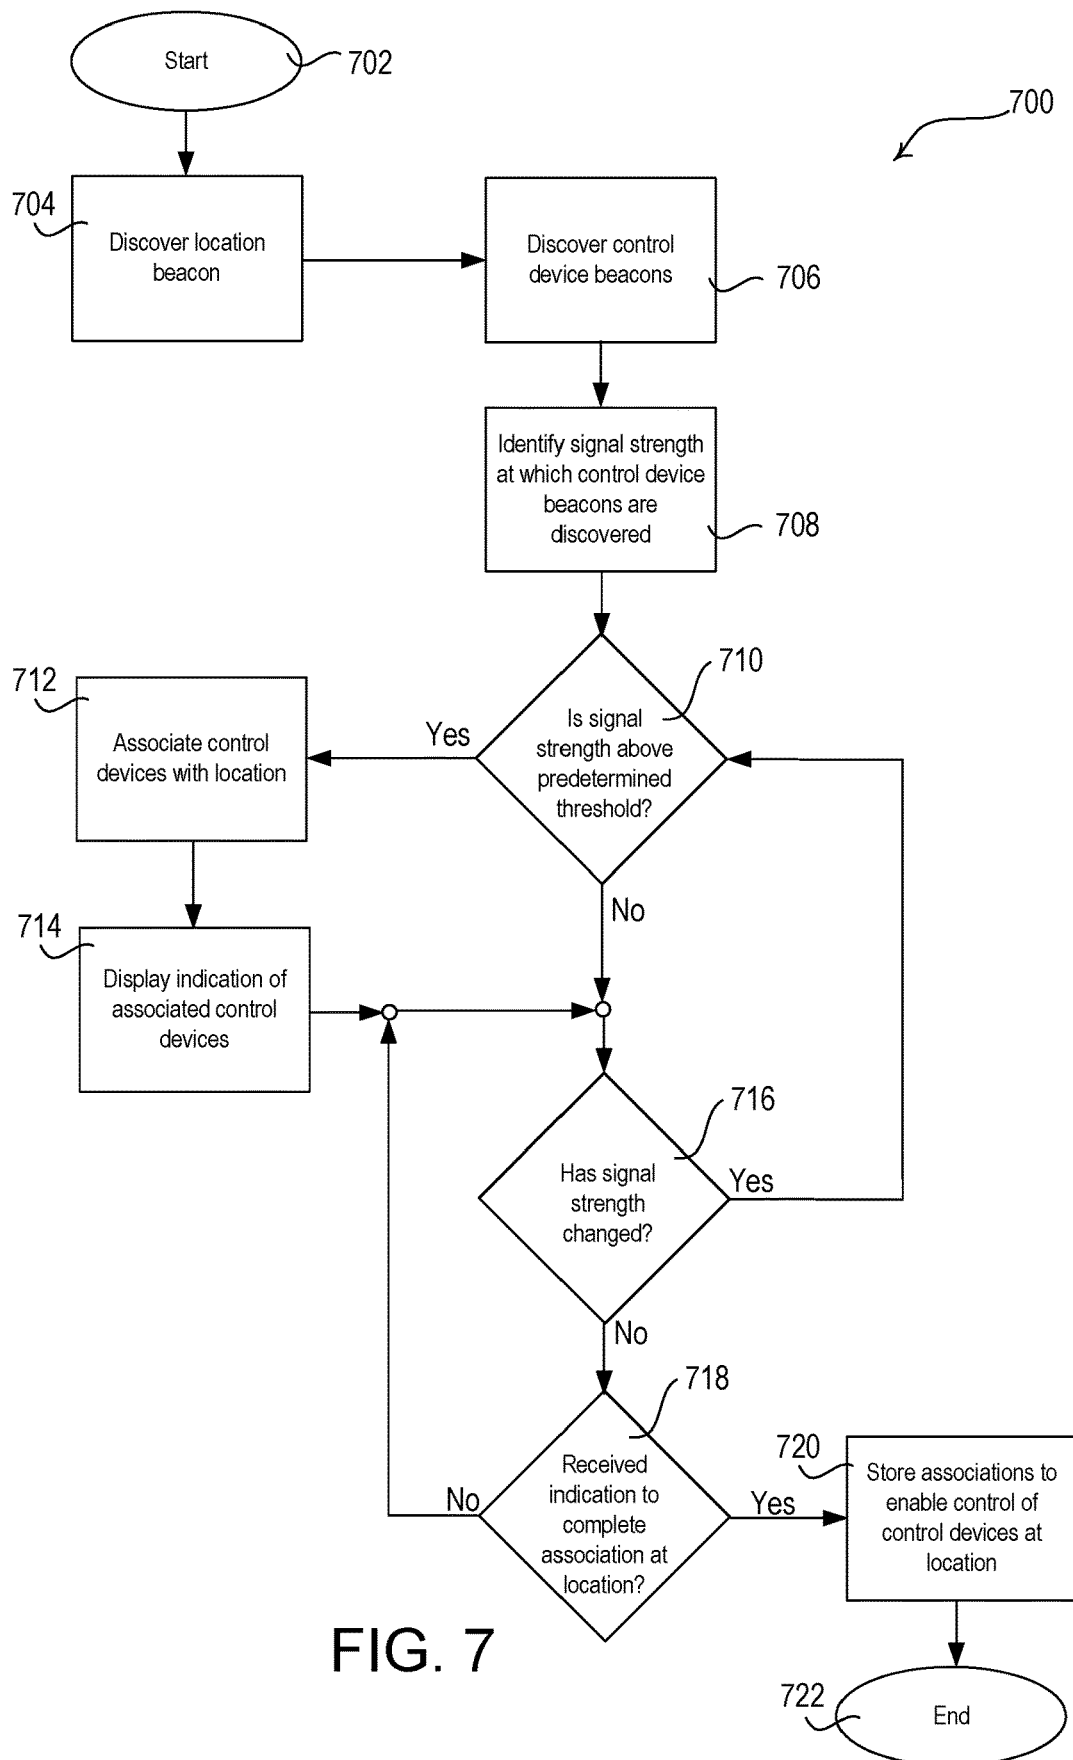 Start
702
700
704
Discover location
beacon
Discover control
device beacons
706
Identify signal strength
at which control device
beacons are
discovered
708
710
712
Is signal
strength above
predetermined
threshold?
Yes
Associate control
devices with location
No
714
Display indication of
associated control
devices
716
Has signal
strength
changed?
Yes
No
718
Received
indication to
complete
association at
location?
No
Yes
720
Store associations to
enable control of
control devices at
location
FIG. 7
722
End